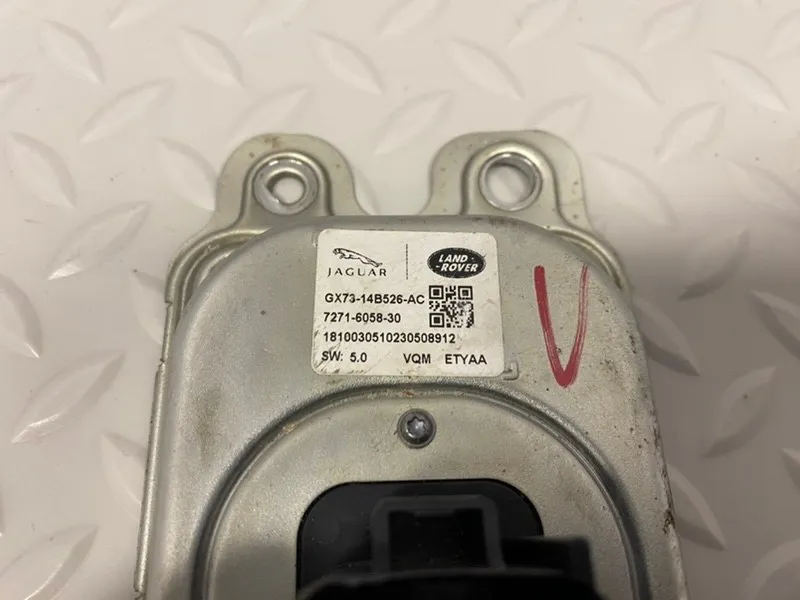 JAGUAR
LAND
-ROVER
GX73-14B526-AC
7271-6058-30
1810030510230508912
SW: 5.0 VQM ETYAA
V